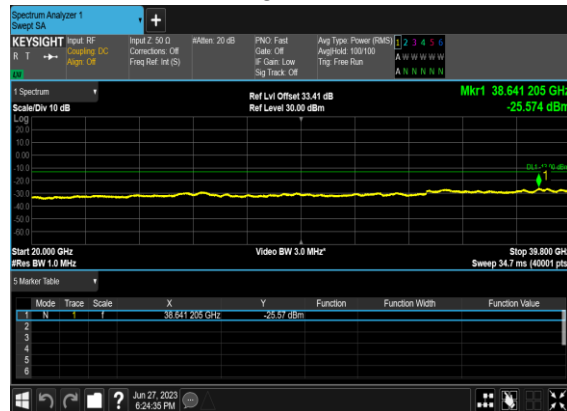 Spectrum Analyzer 1
Swept SA
+
KEYSIGHT
R T
LW
Input: RF
Coupling: DC
Align: Off
Input Z: 50 Ω
Corrections: Off
Freq Ref: Int (S)
#Atten: 20 dB
PNO: Fast
Gate: Off
IF Gain: Low
Sig Track: Off
Avg Type: Power (RMS)
Avg|Hold: 100/100
Trig: Free Run
1 2 3 4 5 6
A W W W W W
A N N N N N
1 Spectrum
Scale/Div 10 dB
Ref Lvl Offset 33.41 dB
Ref Level 30.00 dBm
Mkr1 38.641 205 GHz
-25.574 dBm
Log
20.0
10.0
0.00
-10.0
-20.0
-30.0
-40.0
-50.0
-60.0
1
Start 20.000 GHz
#Res BW 1.0 MHz
Video BW 3.0 MHz*
Stop 39.800 GHz
Sweep 34.7 ms (40001 pts)
5 Marker Table
Mode Trace Scale X Y Function Function Width Function Value
1 N 1 f 38.641 205 GHz -25.57 dBm
2
3
4
5
6
?
Jun 27, 2023
6:24:35 PM